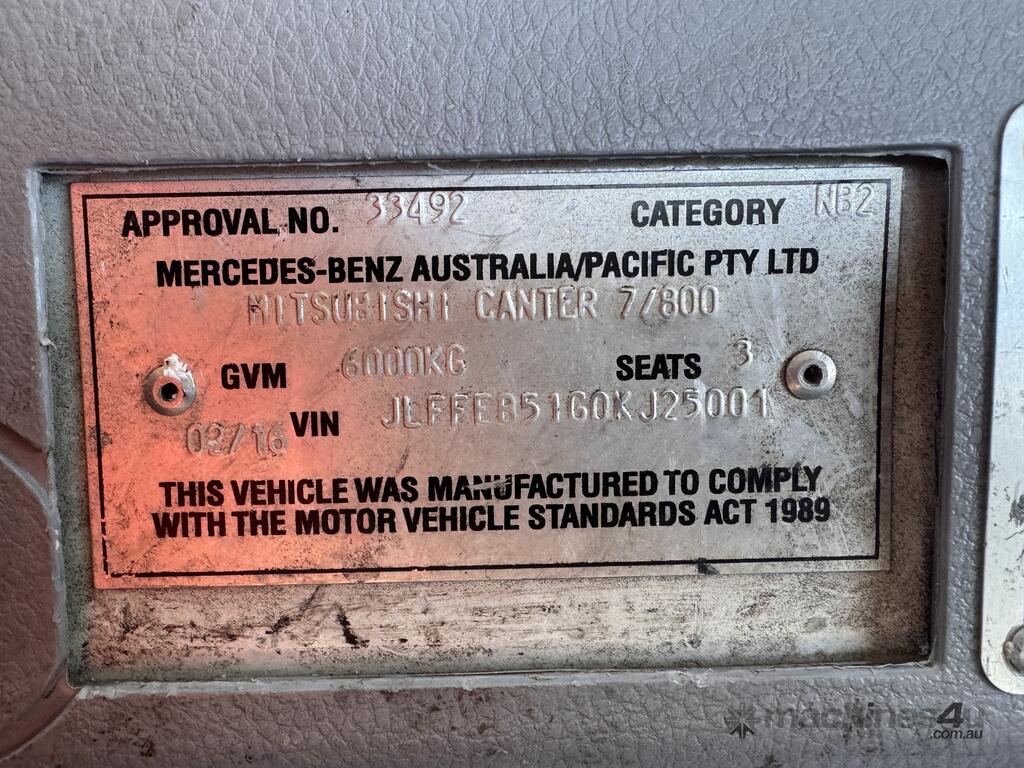 APPROVAL NO. 33492 CATEGORY NB2
MERCEDES-BENZ AUSTRALIA/PACIFIC PTY LTD
MITSUBISHI CANTER 7/800
GVM 6000KG SEATS 3
02/16 VIN JLFFEB51G0KJ25001
THIS VEHICLE WAS MANUFACTURED TO COMPLY
WITH THE MOTOR VEHICLE STANDARDS ACT 1989
machines4u
.com.au